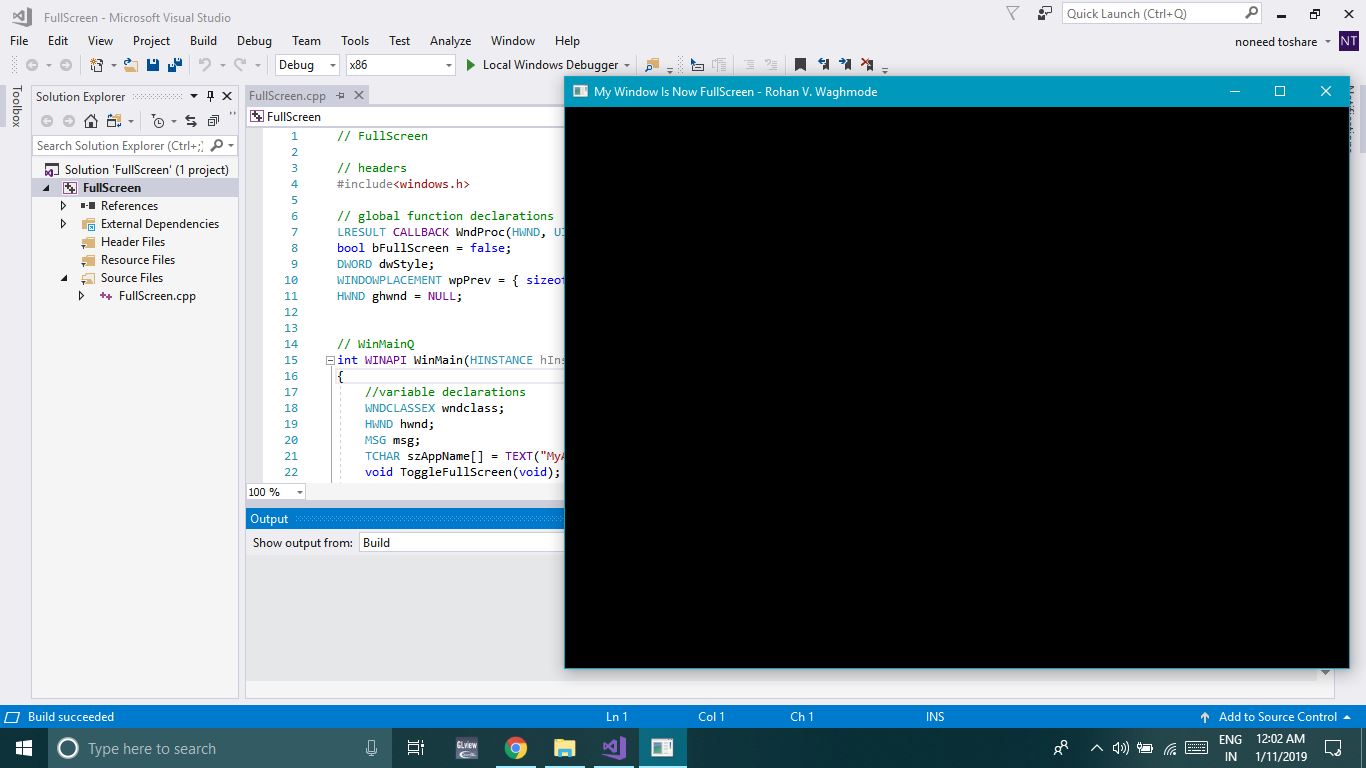 FullScreen - Microsoft Visual Studio
Quick Launch (Ctrl+Q)
File Edit View Project Build Debug Team Tools Test Analyze Window Help
noneed toshare NT
Debug x86 Local Windows Debugger
Toolbox
Solution Explorer
Search Solution Explorer (Ctrl+;)
Solution 'FullScreen' (1 project)
FullScreen
References
External Dependencies
Header Files
Resource Files
Source Files
FullScreen.cpp
FullScreen.cpp
FullScreen
1 // FullScreen
2
3 // headers
4 #include<windows.h>
5
6 // global function declarations
7 LRESULT CALLBACK WndProc(HWND, UI
8 bool bFullScreen = false;
9 DWORD dwStyle;
10 WINDOWPLACEMENT wpPrev = { sizeof
11 HWND ghwnd = NULL;
12
13
14 // WinMainQ
15 int WINAPI WinMain(HINSTANCE hIns
16 {
17 //variable declarations
18 WNDCLASSEX wndclass;
19 HWND hwnd;
20 MSG msg;
21 TCHAR szAppName[] = TEXT("MyA
22 void ToggleFullScreen(void);
100 %
Output
Show output from: Build
My Window Is Now FullScreen - Rohan V. Waghmode
Build succeeded Ln 1 Col 1 Ch 1 INS Add to Source Control
Type here to search
GLview
ENG
IN
12:02 AM
1/11/2019